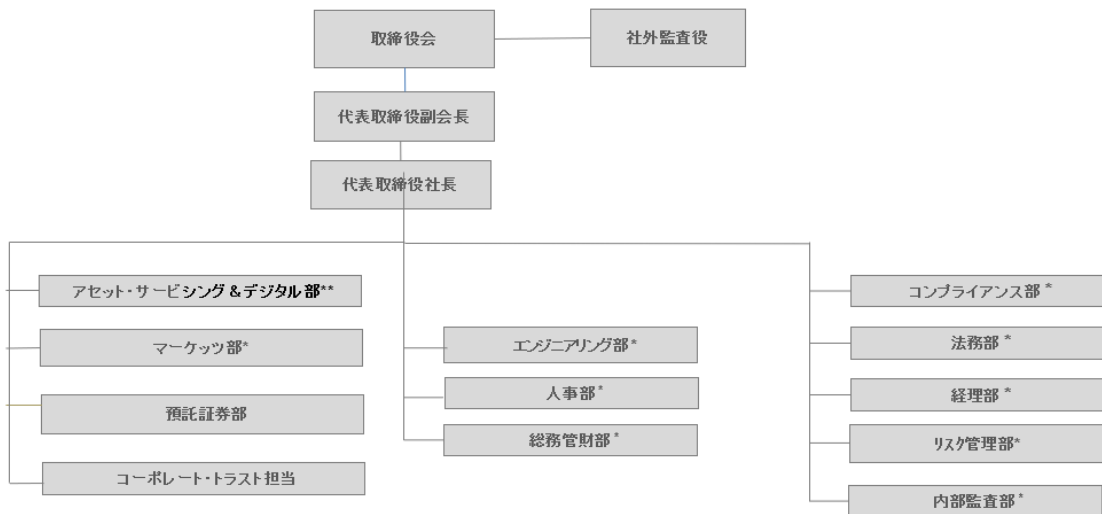 取締役会
社外監査役
代表取締役副会長
代表取締役社長
アセット・サービシング&デジタル部**
マーケッツ部*
預託証券部
コーポレート・トラスト担当
エンジニアリング部*
人事部*
総務管財部*
コンプライアンス部*
法務部*
経理部*
リスク管理部*
内部監査部*